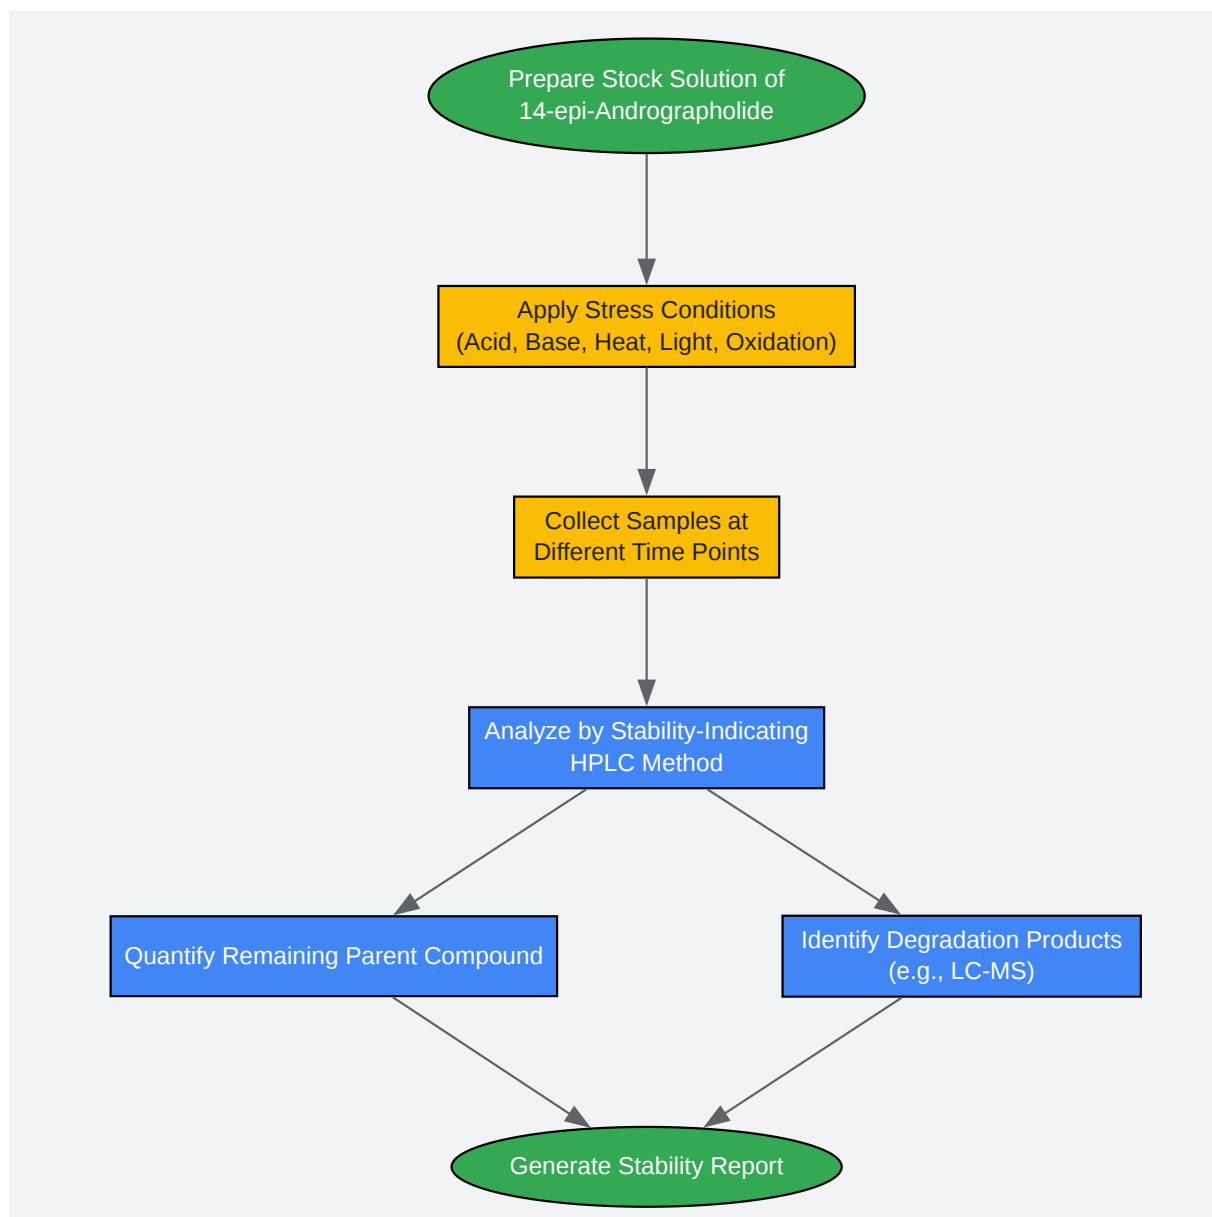 Prepare Stock Solution of
14-epi-Andrographolide
Apply Stress Conditions
(Acid, Base, Heat, Light, Oxidation)
Collect Samples at
Different Time Points
Analyze by Stability-Indicating
HPLC Method
Quantify Remaining Parent Compound
Identify Degradation Products
(e.g., LC-MS)
Generate Stability Report